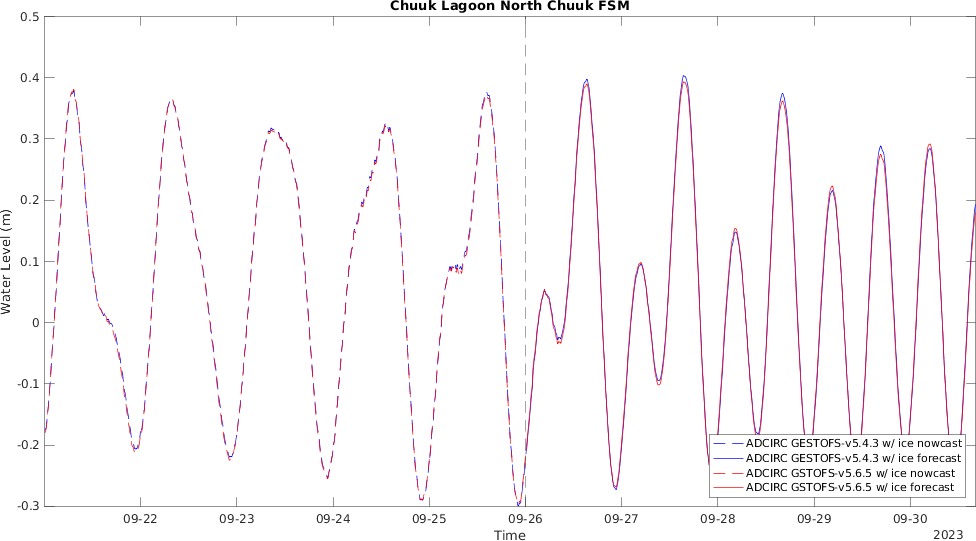 Chuuk Lagoon North Chuuk FSM
0.5
0.4
0.3
0.2
0.1
0
-0.1
-0.2
-0.3
Water Level (m)
ADCIRC GESTOFS-v5.4.3 w/ ice nowcast
ADCIRC GESTOFS-v5.4.3 w/ ice forecast
ADCIRC GSTOFS-v5.6.5 w/ ice nowcast
ADCIRC GSTOFS-v5.6.5 w/ ice forecast
09-22 09-23 09-24 09-25 09-26 09-27 09-28 09-29 09-30
Time
2023